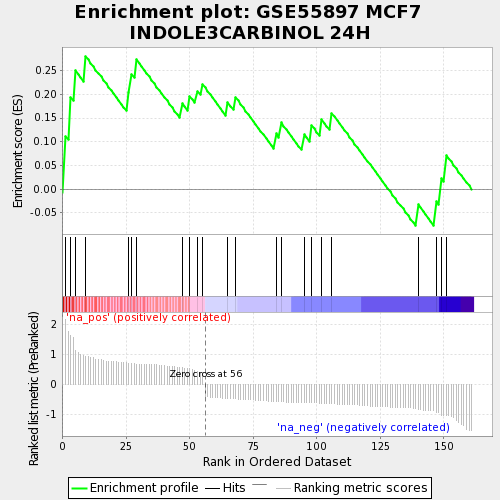 Enrichment plot: GSE55897 MCF7
INDOLE3CARBINOL 24H
Enrichment score (ES)
0.25
0.20
0.15
0.10
0.05
0.00
-0.05
Ranked list metric (PreRanked)
2
1
0
-1
'na_pos' (positively correlated)
Zero cross at 56
'na_neg' (negatively correlated)
0
25
50
75
100
125
150
Rank in Ordered Dataset
Enrichment profile
Hits
Ranking metric scores